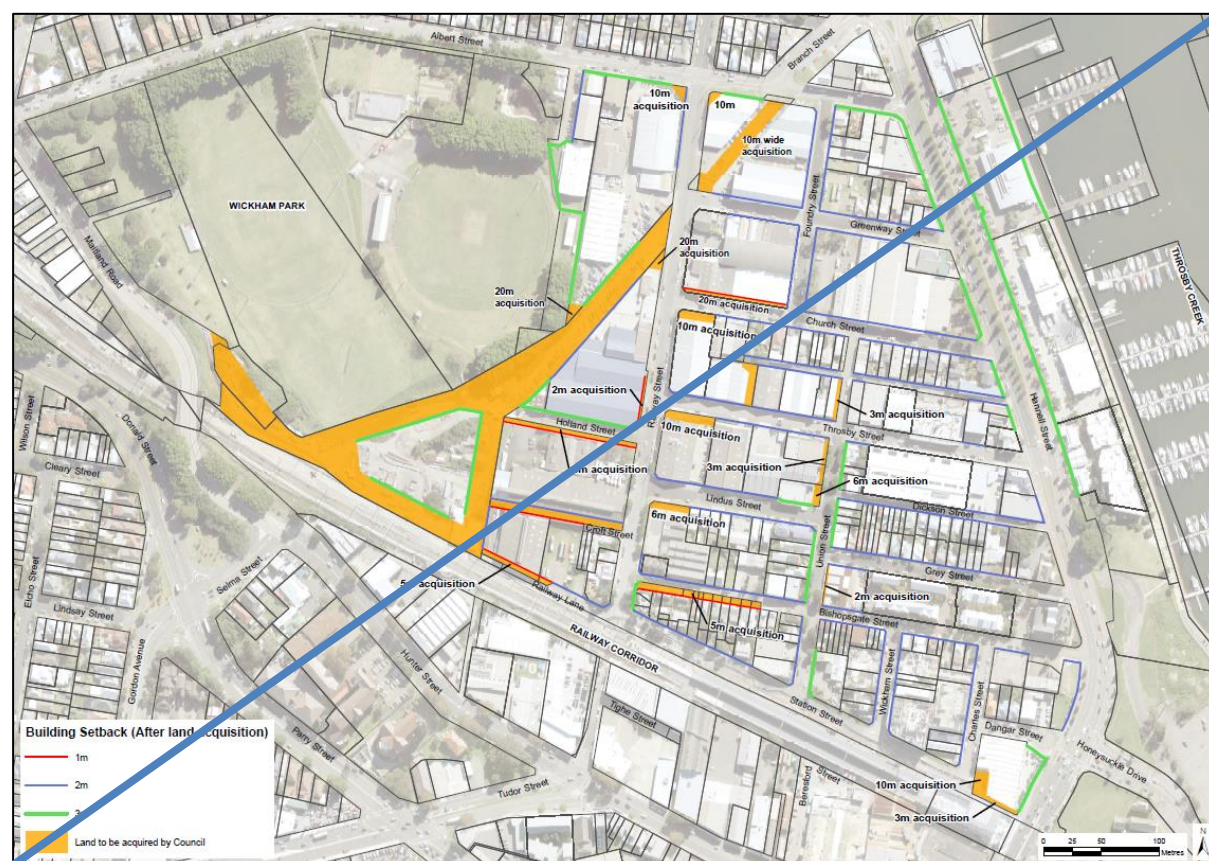 Albert Street
Branch Street
10m
acquisition
10m
10m wide
acquisition
WICKHAM PARK
Foundry Street
Greenway Street
Maitland Road
20m
acquisition
20m
acquisition
20m acquisition
THROSBY CREEK
Church Street
10m acquisition
Hannell Street
2m acquisition
Railway Street
3m acquisition
Wilson Street
Donald Street
Holland Street
10m acquisition
Throsby Street
m acquisition
3m acquisition
6m acquisition
Cleary Street
Lindus Street
Dickson Street
6m acquisition
Croft Street
Union Street
Elcho Street
Selma Street
Grey Street
5 acquisition
Railway Lane
2m acquisition
Lindsay Street
5m acquisition
Bishopsgate Street
RAILWAY CORRIDOR
Gordon Avenue
Hunter Street
Wickham Street
Station Street
Charles Street
Tighe Street
Dangar Street
Parry Street
Honeysuckle Drive
Building Setback (After land acquisition)
1m
2m
3
Land to be acquired by Council
Tudor Street
Beresford
Street
10m acquisition
3m acquisition
N
0 25 50 100
Metres